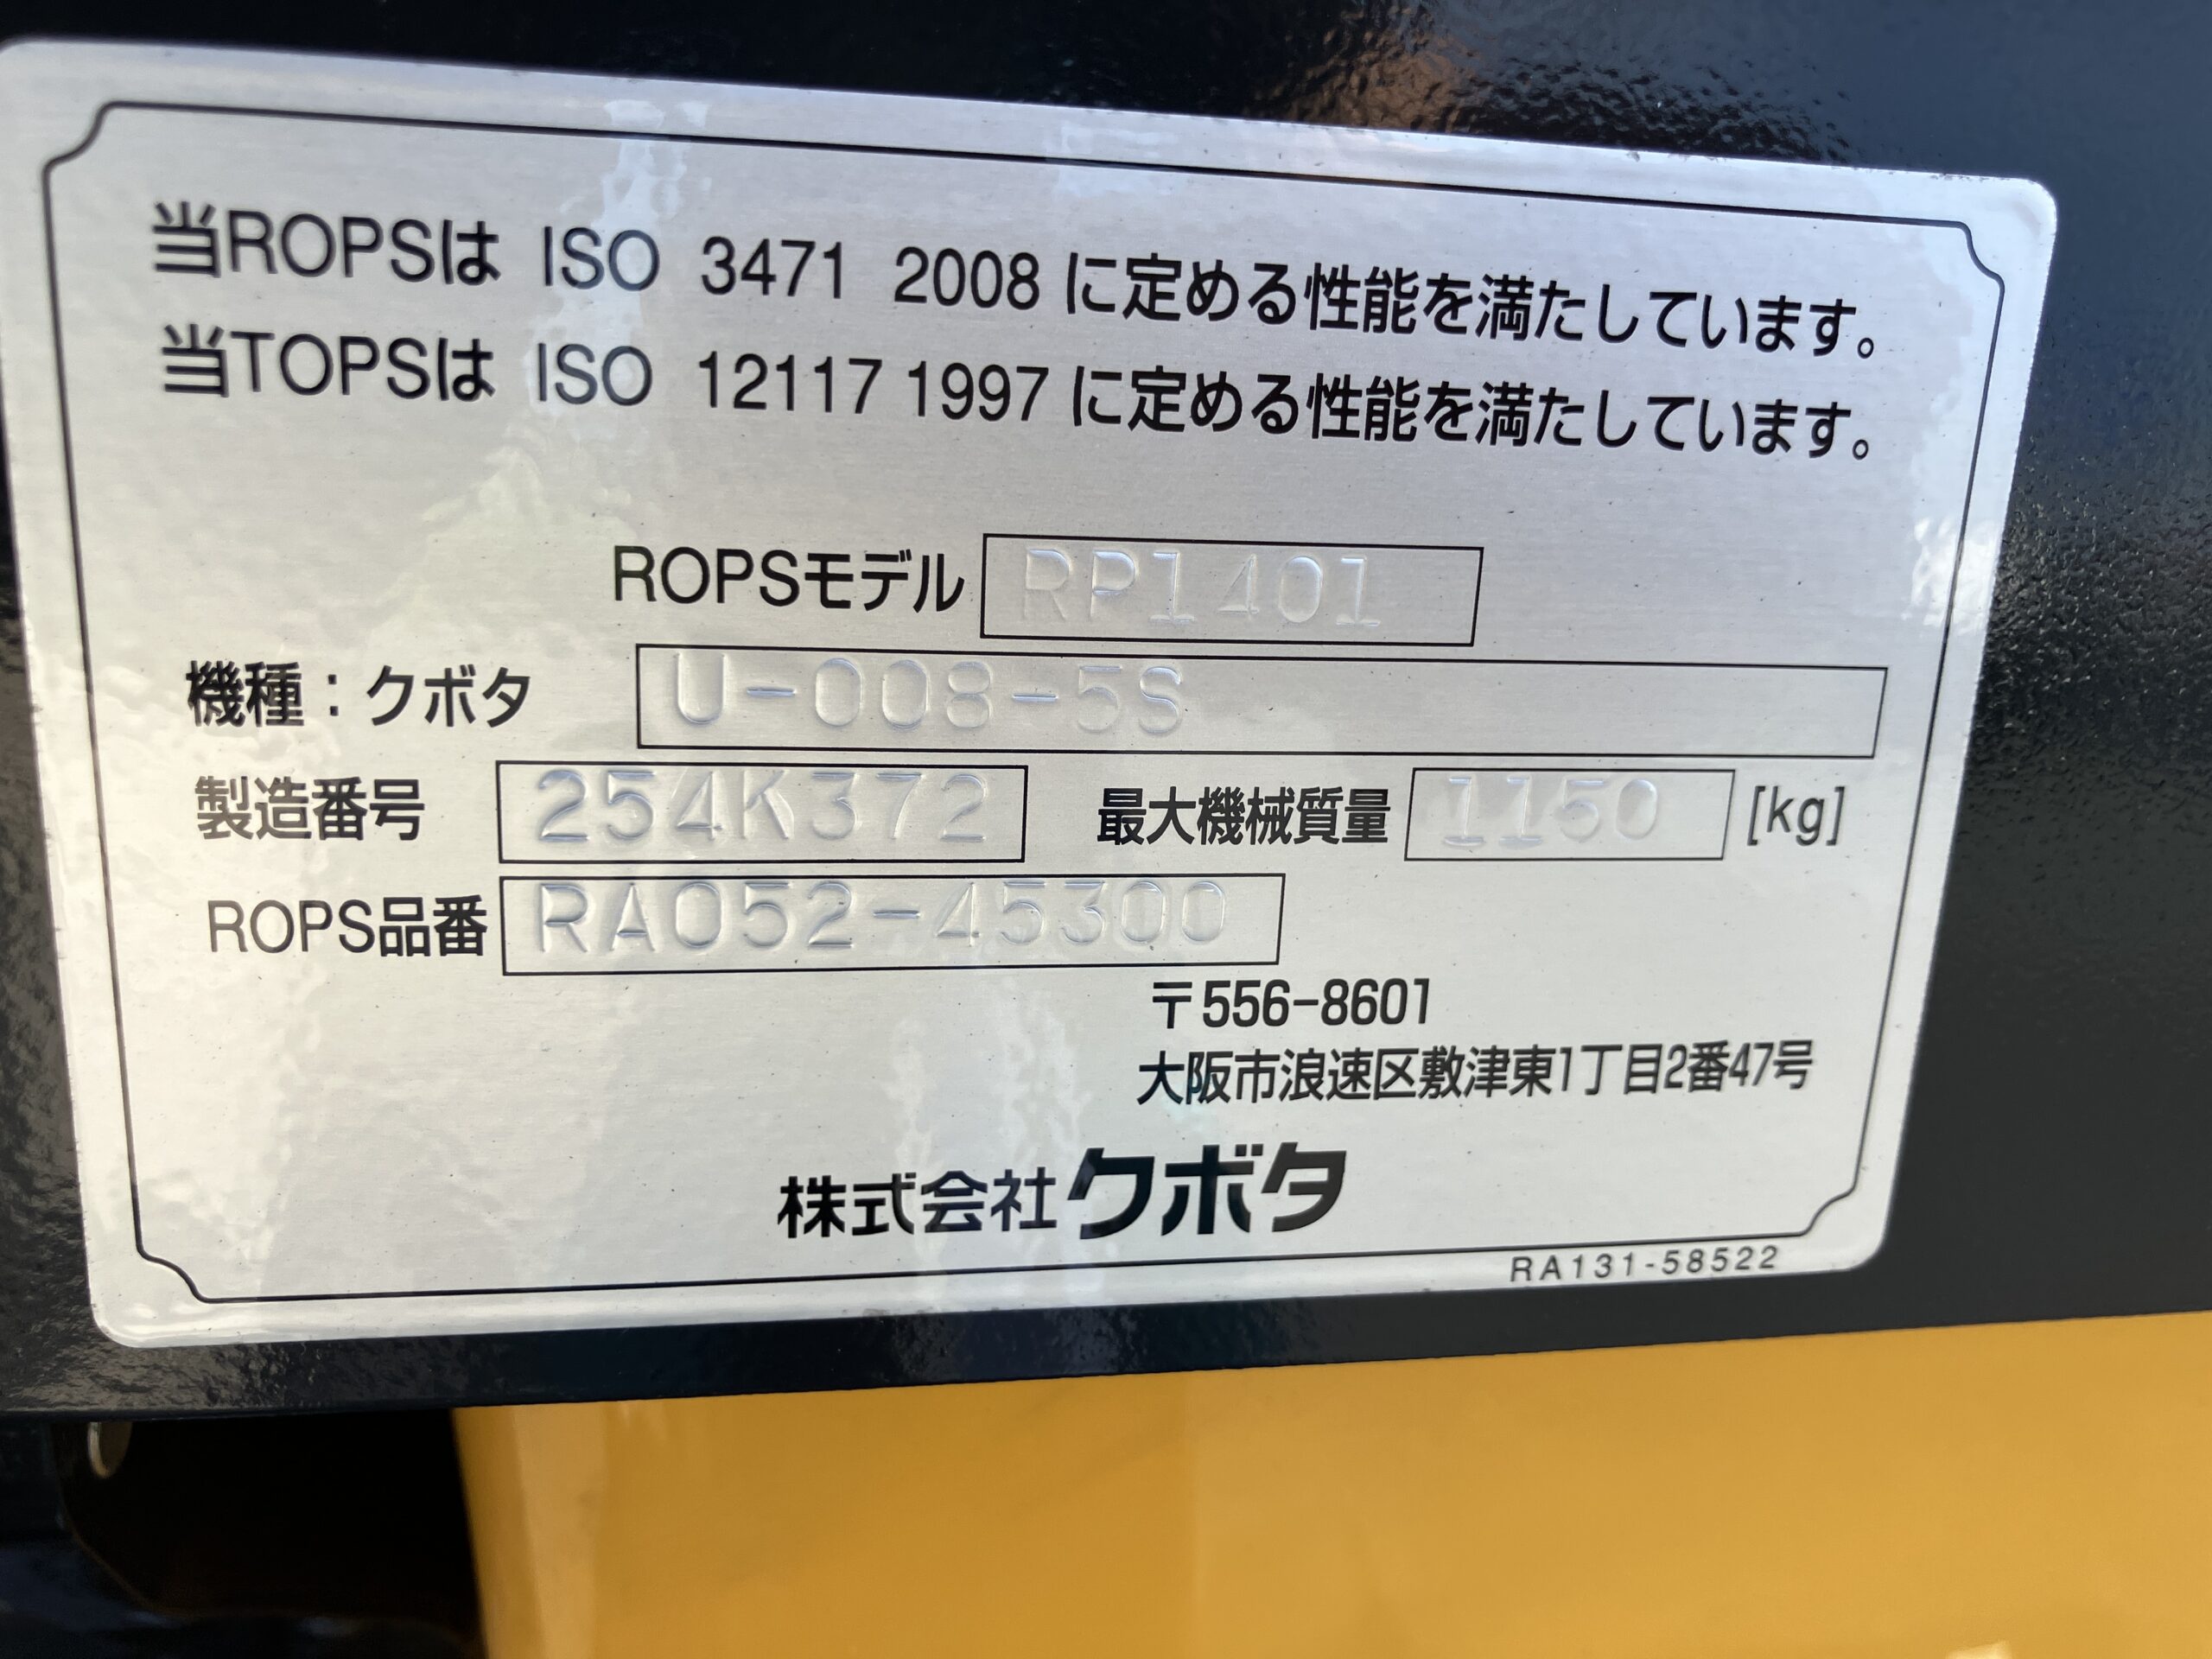 当ROPSは ISO 3471 2008 に定める性能を満たしています。
当TOPSは ISO 12117 1997 に定める性能を満たしています。
ROPSモデル RP1401
機種：クボタ U-008-5S
製造番号 254K372 最大機械質量 1150 [kg]
ROPS品番 RA052-45300
〒556-8601
大阪市浪速区敷津東1丁目2番47号
株式会社クボタ
RA131-58522